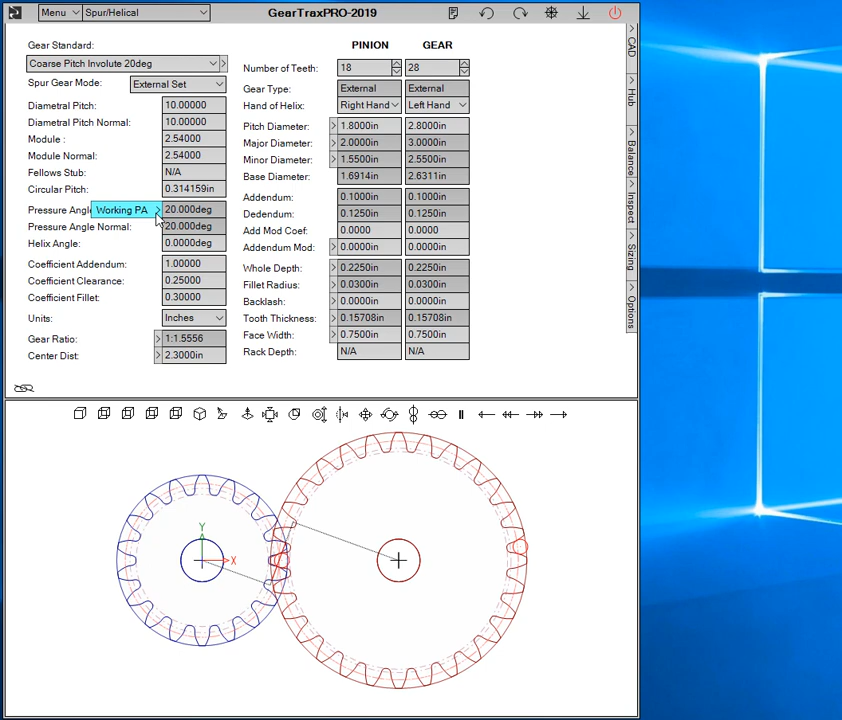 Menu Spur/Helical GearTraxPRO-2019
Gear Standard:
Coarse Pitch Involute 20deg
Spur Gear Mode: External Set
Diametral Pitch: 10.00000
Diametral Pitch Normal: 10.00000
Module : 2.54000
Module Normal: 2.54000
Fellows Stub: N/A
Circular Pitch: 0.314159in
Pressure Angle Working PA 20.000deg
Pressure Angle Normal: 20.000deg
Helix Angle: 0.0000deg
Coefficient Addendum: 1.00000
Coefficient Clearance: 0.25000
Coefficient Fillet: 0.30000
Units: Inches
Gear Ratio: 1:1.5556
Center Dist: 2.3000in
PINION GEAR
Number of Teeth: 18 28
Gear Type: External External
Hand of Helix: Right Hand Left Hand
Pitch Diameter: 1.8000in 2.8000in
Major Diameter: 2.0000in 3.0000in
Minor Diameter: 1.5500in 2.5500in
Base Diameter: 1.6914in 2.6311in
Addendum: 0.1000in 0.1000in
Dedendum: 0.1250in 0.1250in
Add Mod Coef: 0.0000 0.0000
Addendum Mod: 0.0000in 0.0000in
Whole Depth: 0.2250in 0.2250in
Fillet Radius: 0.0300in 0.0300in
Backlash: 0.0000in 0.0000in
Tooth Thickness: 0.15708in 0.15708in
Face Width: 0.7500in 0.7500in
Rack Depth: N/A N/A
CAD
Hub
Balance
Inspect
Sizing
Options
Y
X